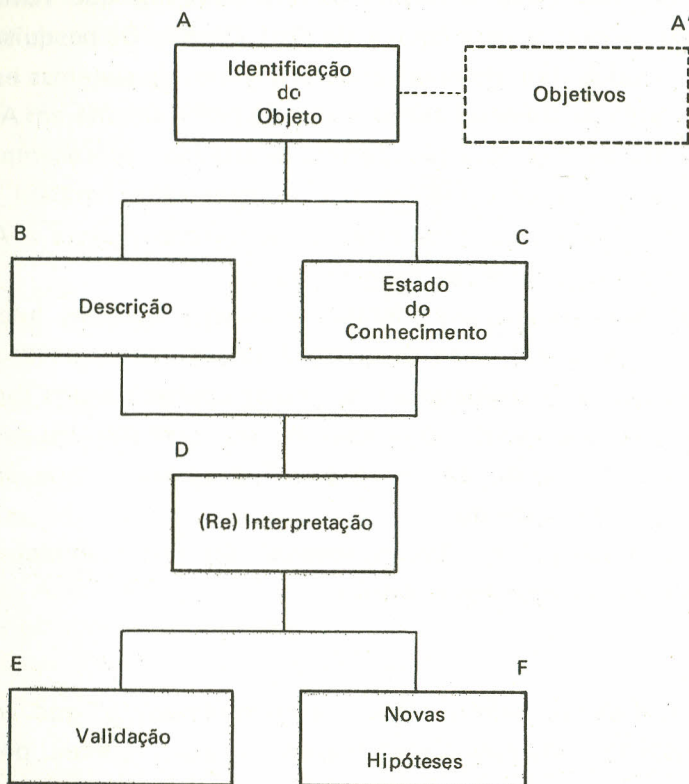 A
A'
Identificação
do
Objeto
Objetivos
B
C
Descrição
Estado
do
Conhecimento
D
(Re) Interpretação
E
F
Validação
Novas
Hipóteses